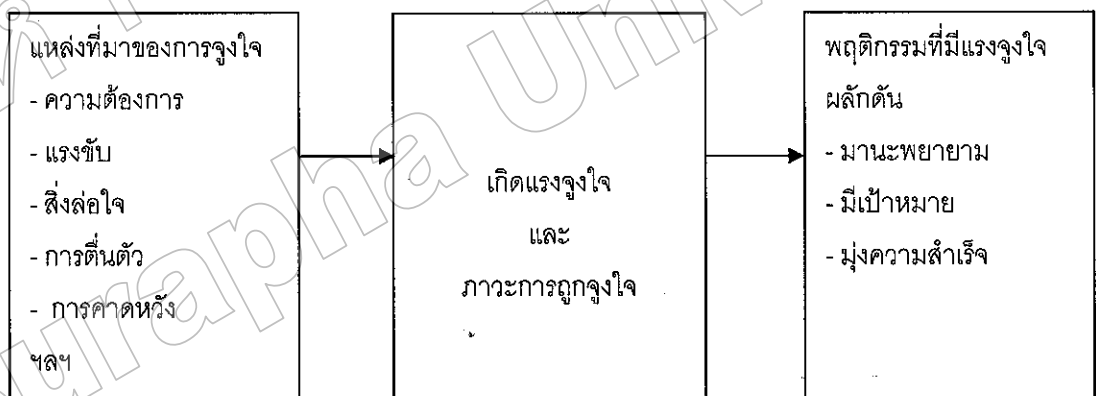 แหล่งที่มาของการจูงใจ
- ความต้องการ
- แรงขับ
- สิ่งล่อใจ
- การตื่นตัว
- การคาดหวัง
ฯลฯ
เกิดแรงจูงใจ
และ
ภาวะการถูกจูงใจ
พฤติกรรมที่มีแรงจูงใจ
ผลักดัน
- มานะพยายาม
- มีเป้าหมาย
- มุ่งความสำเร็จ
urapha Uni